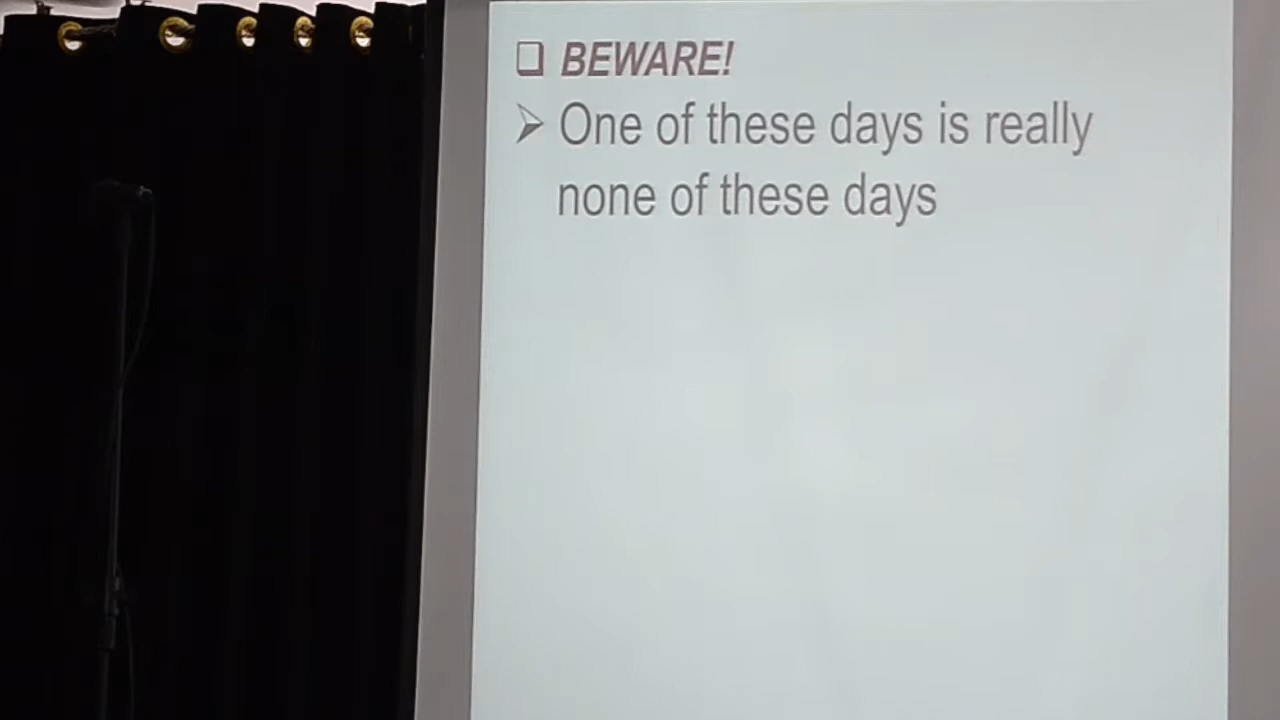 ❑ BEWARE!
➢ One of these days is really
none of these days